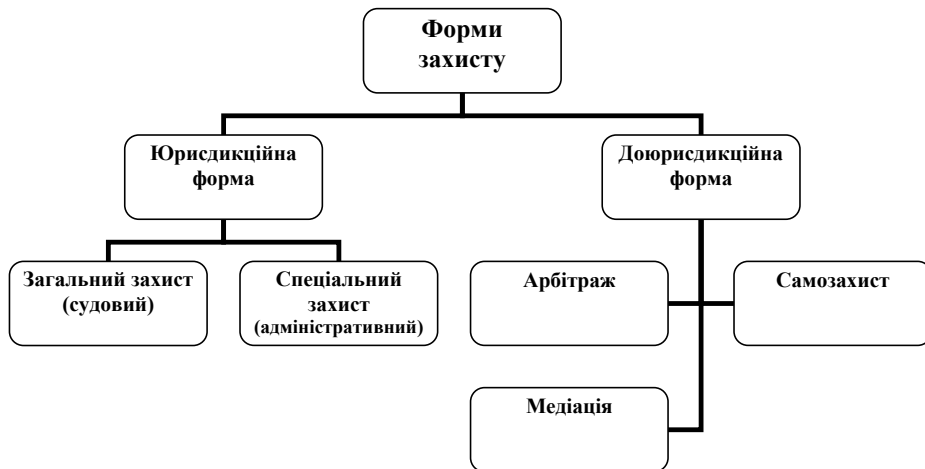 Форми
захисту
Юрисдикційна
форма
Доюрисдикційна
форма
Загальний захист
(судовий)
Спеціальний
захист
(адміністративний)
Арбітраж
Самозахист
Медіація